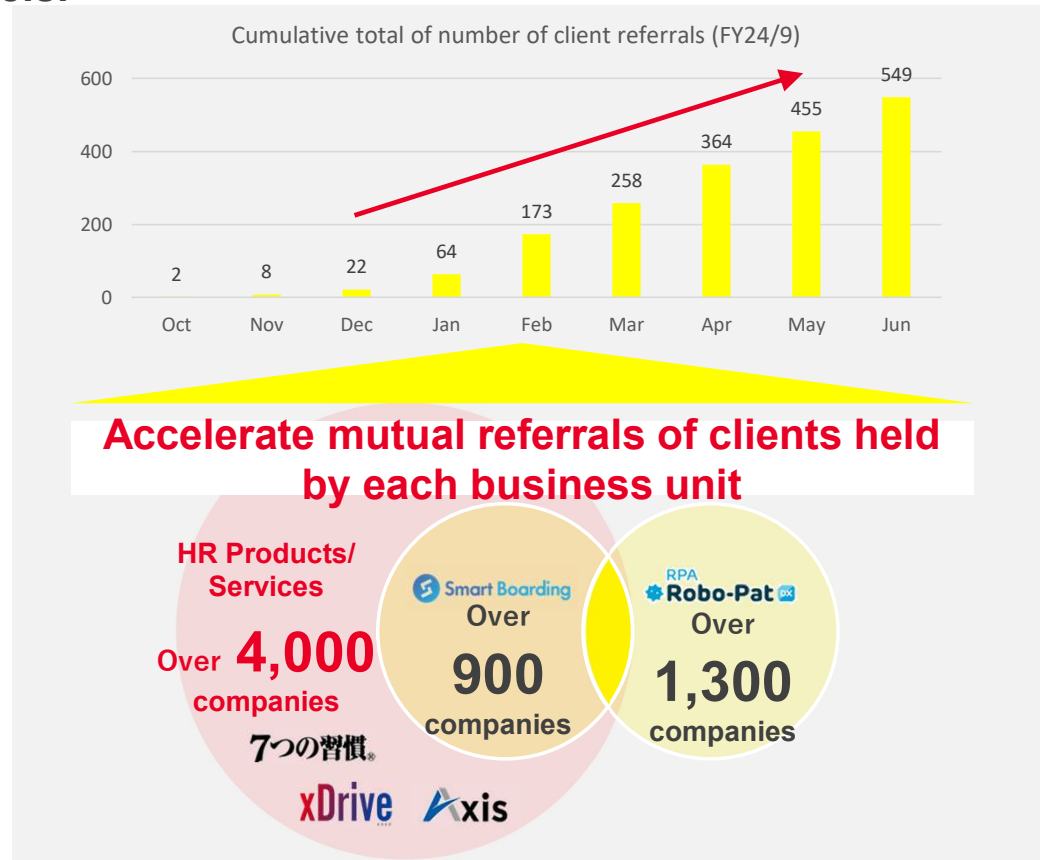 Cumulative total of number of client referrals (FY24/9)
600
400
200
0
2
8
22
64
173
258
364
455
549
Oct
Nov
Dec
Jan
Feb
Mar
Apr
May
Jun
Accelerate mutual referrals of clients held
by each business unit
HR Products/
Services
Over 4,000
companies
7つの習慣®
xDrive
Axis
Smart Boarding
Over
900
companies
RPA
Robo-Pat DX
Over
1,300
companies